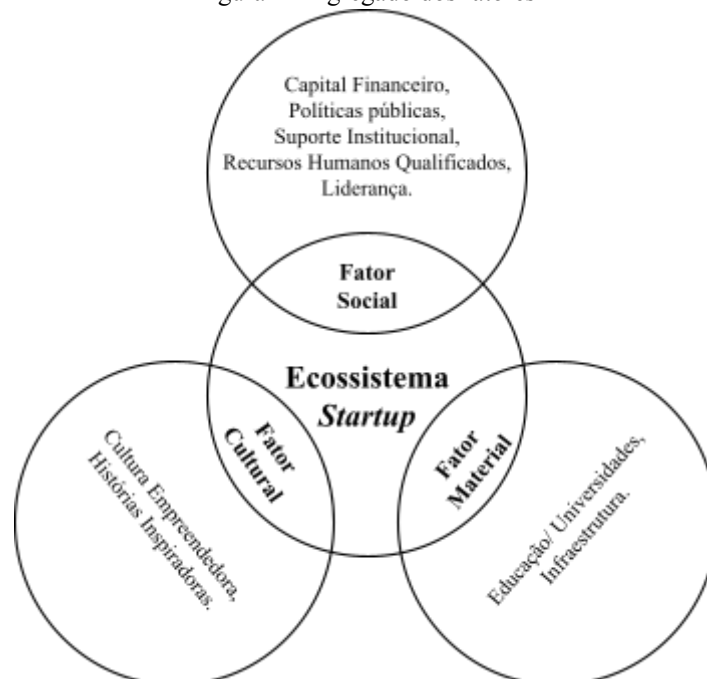 Capital Financeiro,
Políticas públicas,
Suporte Institucional,
Recursos Humanos Qualificados,
Liderança.
Fator
Social
Ecossistema
Startup
Fator
Cultural
Fator
Material
Cultura Empreendedora,
Histórias Inspiradoras.
Educação/ Universidades,
Infraestrutura.